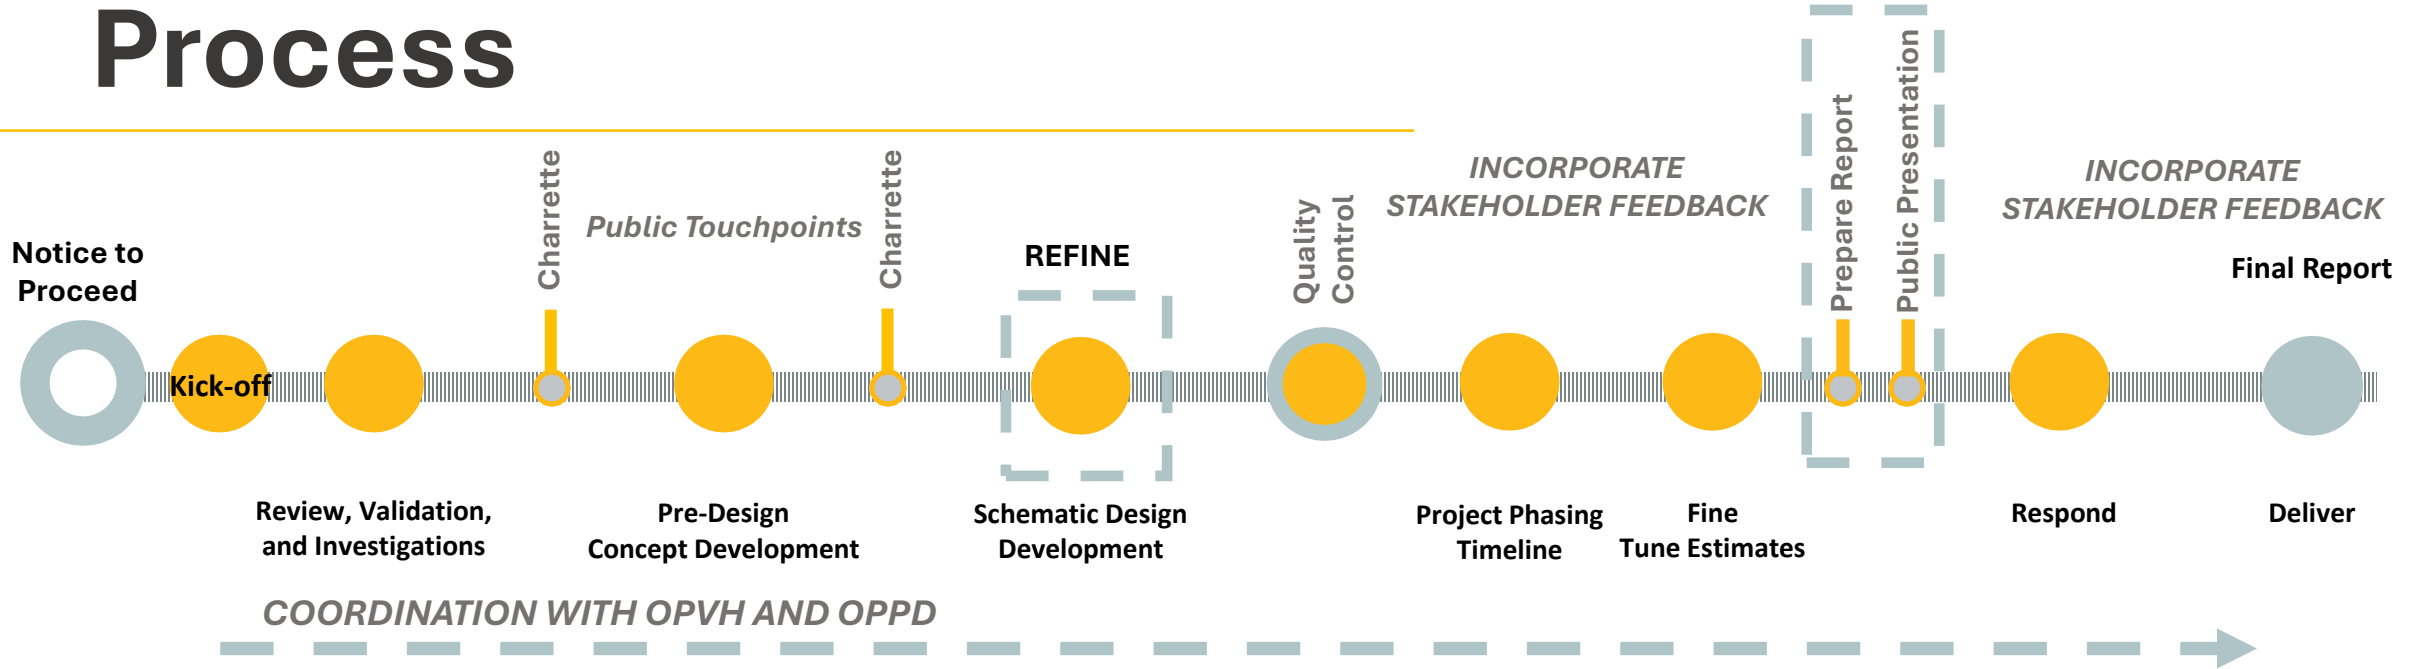 Process
Notice to
Proceed
Kick-off
Review, Validation,
and Investigations
Charrette
Public Touchpoints
Pre-Design
Concept Development
Charrette
REFINE
Schematic Design
Development
Quality
Control
INCORPORATE
STAKEHOLDER FEEDBACK
Project Phasing
Timeline
Fine
Tune Estimates
Prepare Report
Public Presentation
INCORPORATE
STAKEHOLDER FEEDBACK
Respond
Final Report
Deliver
COORDINATION WITH OPVH AND OPPD